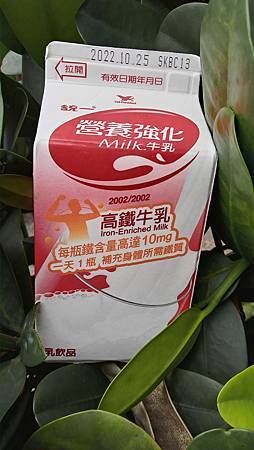 2022.10.25 SKBC13
拉開
有效日期年月日
統一
營養強化
Milk 牛乳
2002/2002
高鐵牛乳
Iron-Enriched Milk
每瓶鐵含量高達10mg
一天1瓶,補充身體所需鐵質
乳飲品